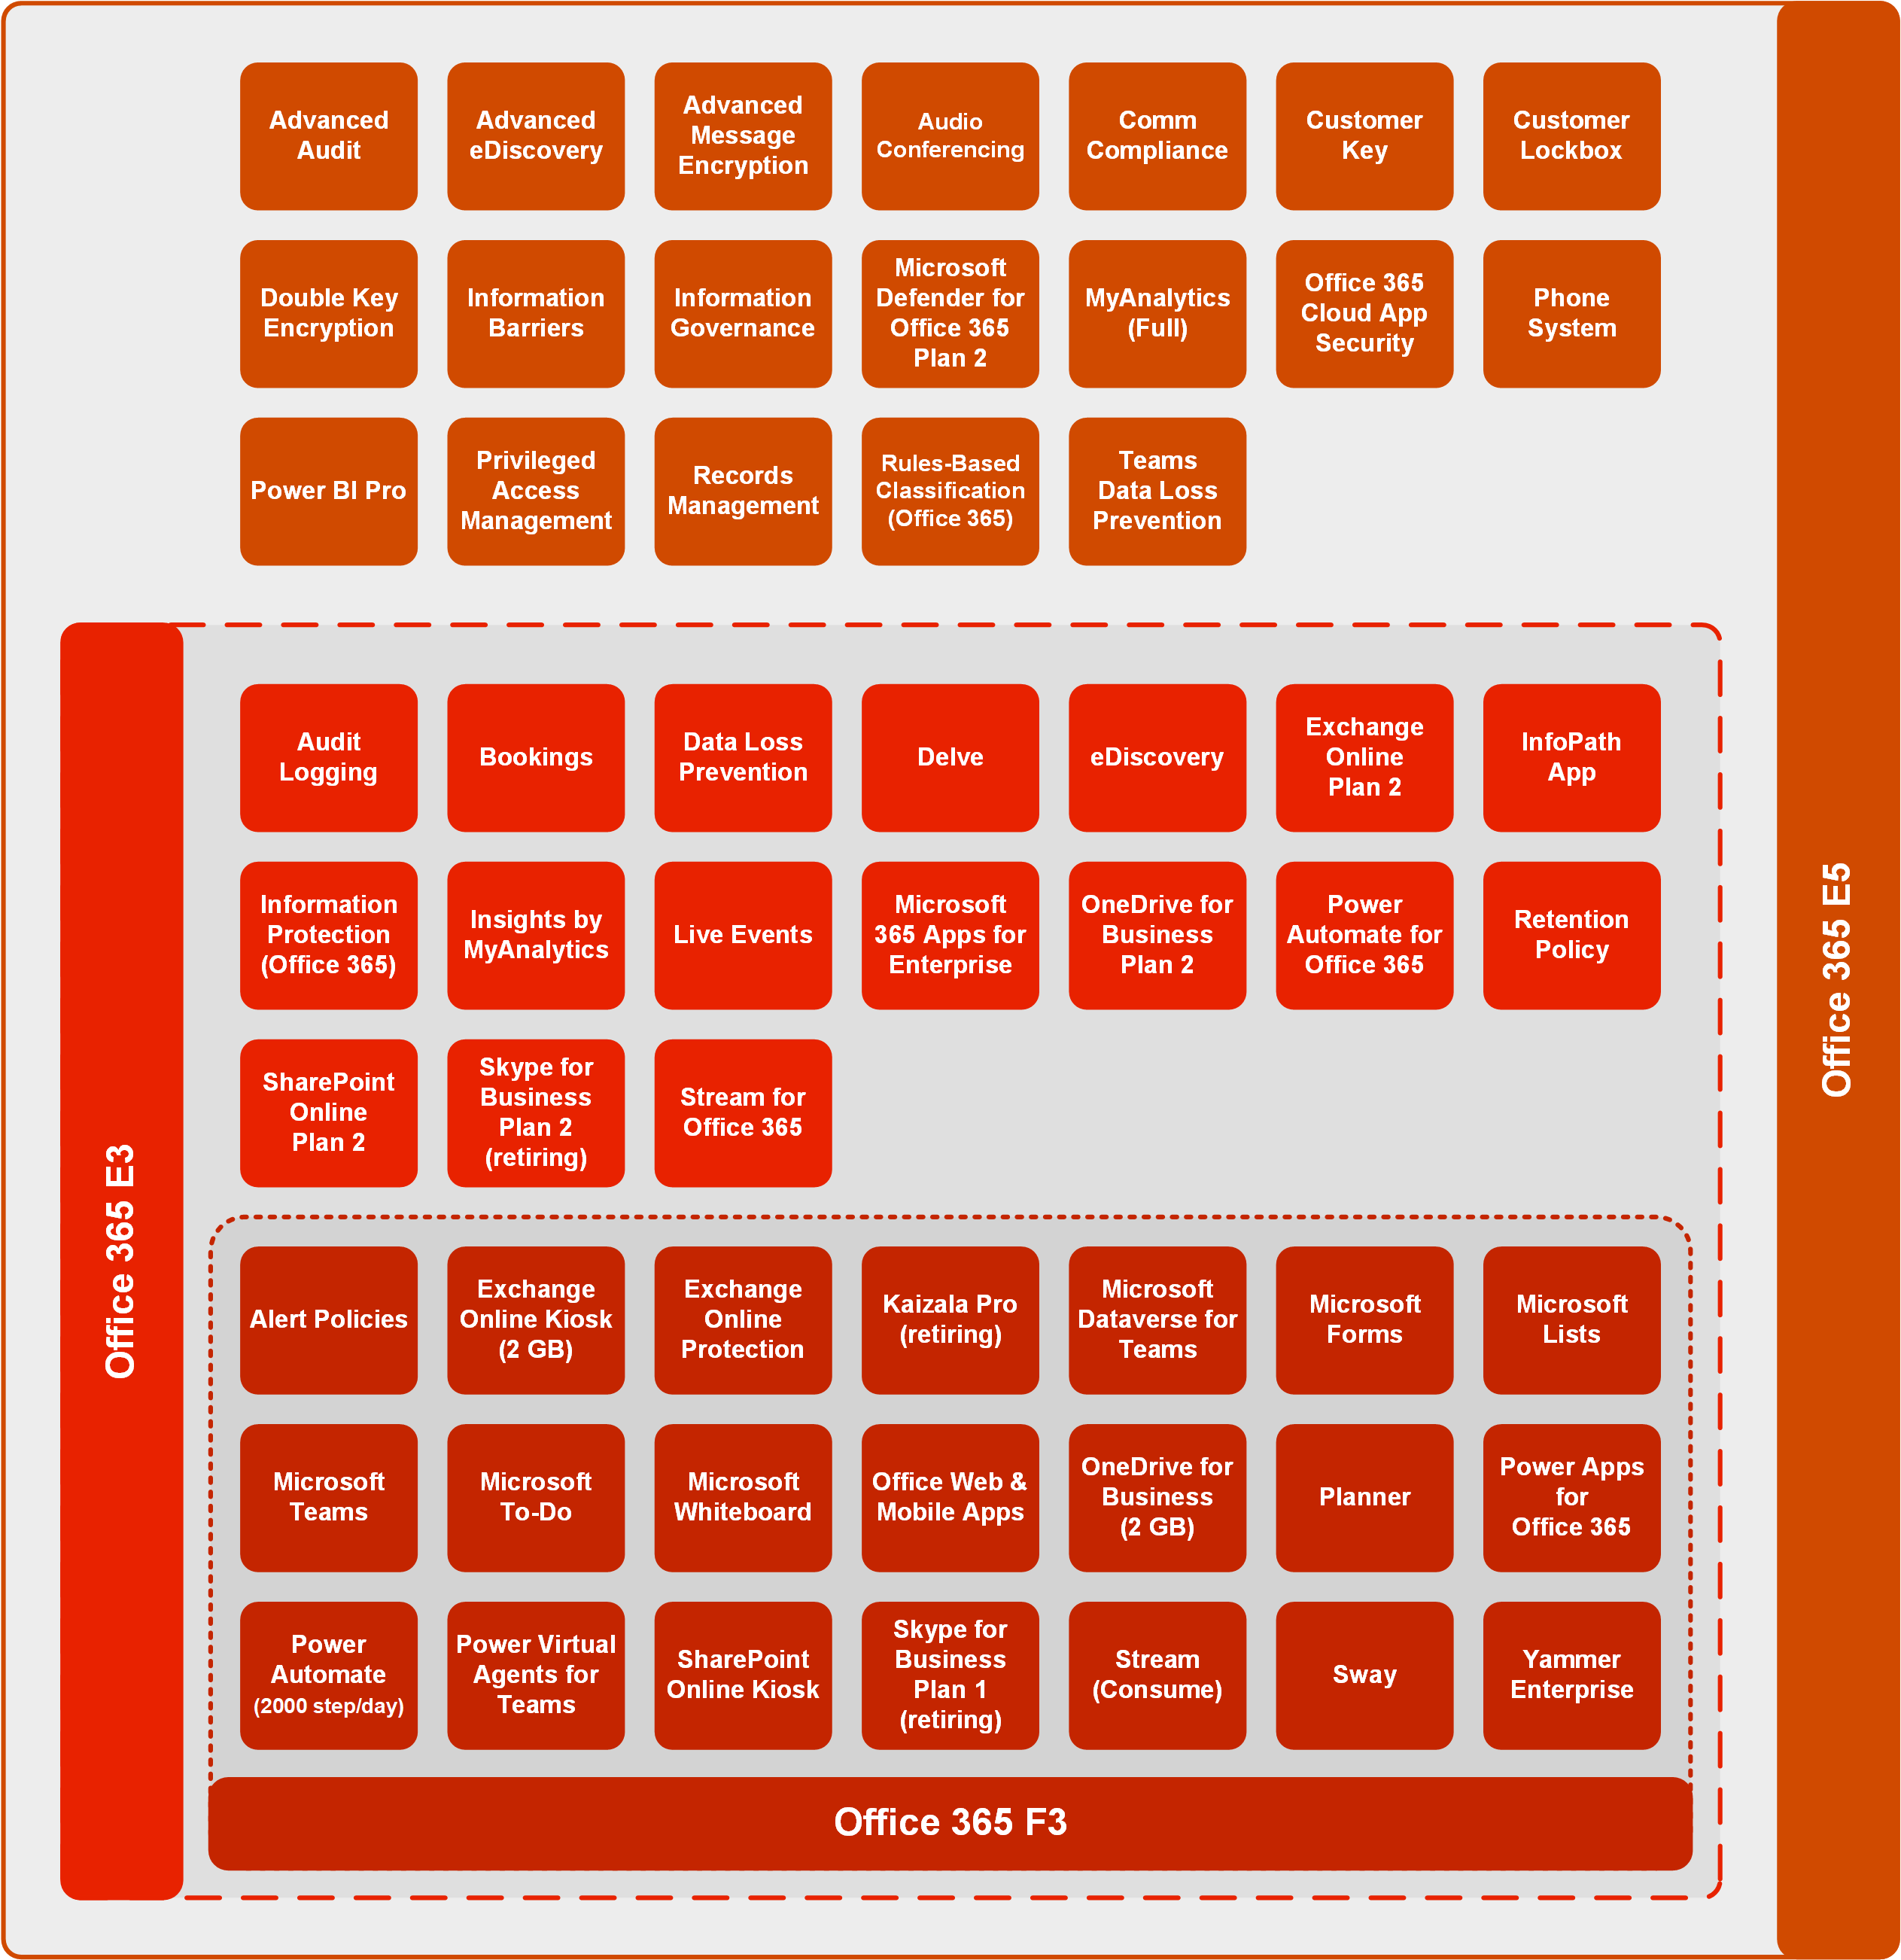 Advanced
Audit
Advanced
eDiscovery
Advanced
Message
Encryption
Audio
Conferencing
Comm
Compliance
Customer
Key
Customer
Lockbox
Double Key
Encryption
Information
Barriers
Information
Governance
Microsoft
Defender for
Office 365
Plan 2
MyAnalytics
(Full)
Office 365
Cloud App
Security
Phone
System
Power BI Pro
Privileged
Access
Management
Records
Management
Rules-Based
Classification
(Office 365)
Teams
Data Loss
Prevention
Office 365 E5
Office 365 E3
Audit
Logging
Bookings
Data Loss
Prevention
Delve
eDiscovery
Exchange
Online
Plan 2
InfoPath
App
Information
Protection
(Office 365)
Insights by
MyAnalytics
Live Events
Microsoft
365 Apps for
Enterprise
OneDrive for
Business
Plan 2
Power
Automate for
Office 365
Retention
Policy
SharePoint
Online
Plan 2
Skype for
Business
Plan 2
(retiring)
Stream for
Office 365
Alert Policies
Exchange
Online Kiosk
(2 GB)
Exchange
Online
Protection
Kaizala Pro
(retiring)
Microsoft
Dataverse for
Teams
Microsoft
Forms
Microsoft
Lists
Microsoft
Teams
Microsoft
To-Do
Microsoft
Whiteboard
Office Web &
Mobile Apps
OneDrive for
Business
(2 GB)
Planner
Power Apps
for
Office 365
Power
Automate
(2000 step/day)
Power Virtual
Agents for
Teams
SharePoint
Online Kiosk
Skype for
Business
Plan 1
(retiring)
Stream
(Consume)
Sway
Yammer
Enterprise
Office 365 F3